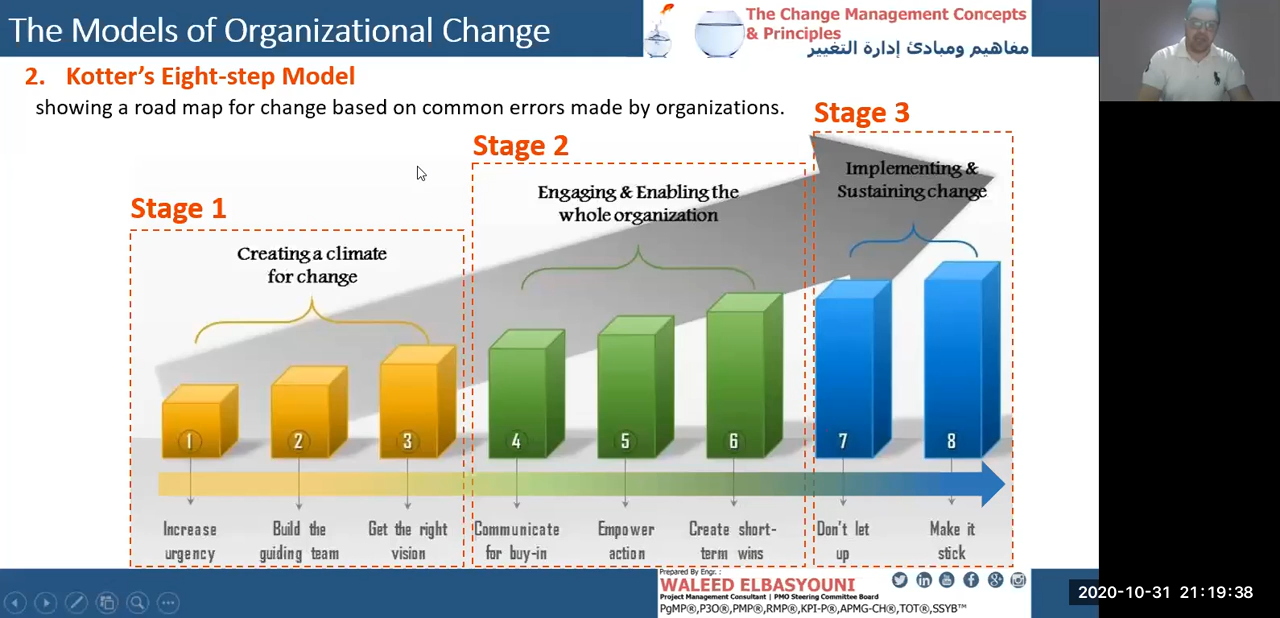 The Models of Organizational Change
The Change Management Concepts
& Principles
مفاهيم ومبادئ إدارة التغيير
2. Kotter's Eight-step Model
showing a road map for change based on common errors made by organizations.
Stage 1
Stage 2
Stage 3
Creating a climate
for change
Engaging & Enabling the
whole organization
Implementing &
Sustaining change
1
2
3
4
5
6
7
8
Increase
urgency
Build the
guiding team
Get the right
vision
Communicate
for buy-in
Empower
action
Create short-
term wins
Don't let
up
Make it
stick
Prepared By Engr. :
WALEED ELBASYOUNI
Project Management Consultant | PMO Steering Committee Board
PgMP®,P3O®,PMP®,RMP®,KPI-P®,APMG-CH®,TOT®,SSYB™
2020-10-31 21:19:38